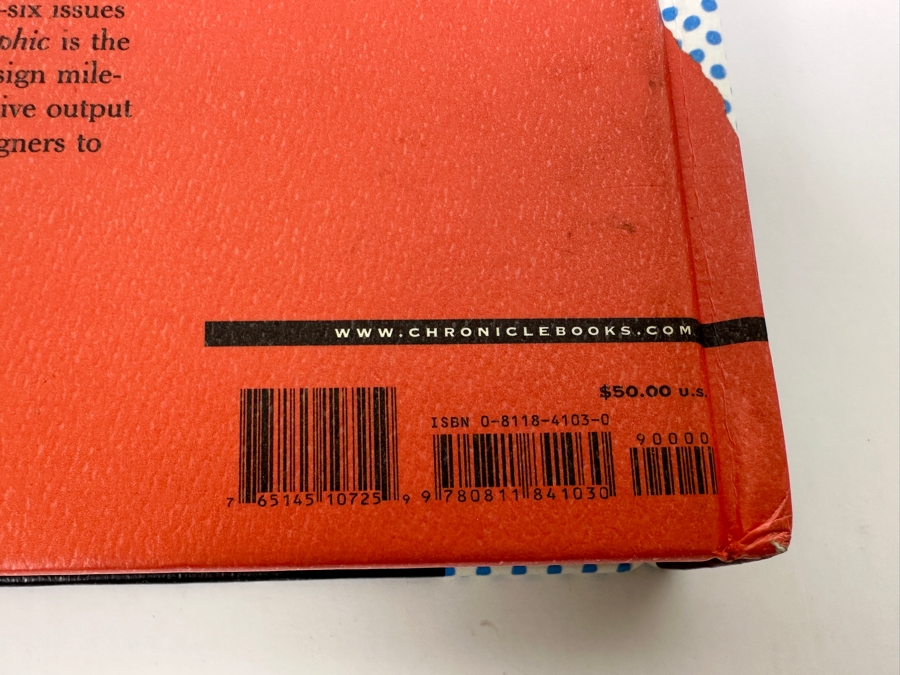 -six issues
phic is the
sign mile-
ive output
gners to
WWW.CHRONICLEBOOKS.COM
$50.00 U.S.
ISBN 0-8118-4103-0
90000
7 65145 10725 9
9 780811 841030